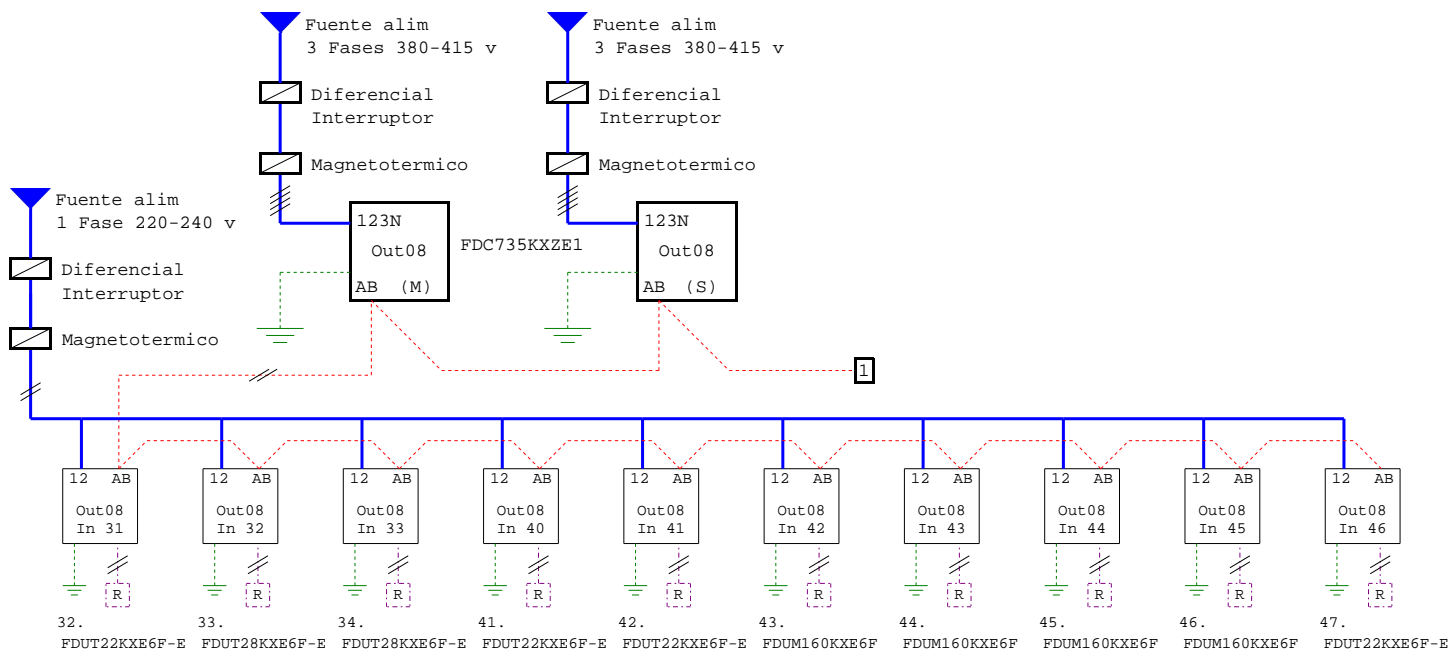 Fuente alim
3 Fases 380-415 v
Diferencial
Interruptor
Magnetotermico
Fuente alim
3 Fases 380-415 v
Diferencial
Interruptor
Magnetotermico
Fuente alim
1 Fase 220-240 v
Diferencial
Interruptor
Magnetotermico
123N
Out08
AB (M)
FDC735KXZE1
123N
Out08
AB (S)
1
12 AB
Out08
In 31
R
32.
FDUT22KXE6F-E
12 AB
Out08
In 32
R
33.
FDUT28KXE6F-E
12 AB
Out08
In 33
R
34.
FDUT28KXE6F-E
12 AB
Out08
In 40
R
41.
FDUT22KXE6F-E
12 AB
Out08
In 41
R
42.
FDUT22KXE6F-E
12 AB
Out08
In 42
R
43.
FDUM160KXE6F
12 AB
Out08
In 43
R
44.
FDUM160KXE6F
12 AB
Out08
In 44
R
45.
FDUM160KXE6F
12 AB
Out08
In 45
R
46.
FDUM160KXE6F
12 AB
Out08
In 46
R
47.
FDUT22KXE6F-E